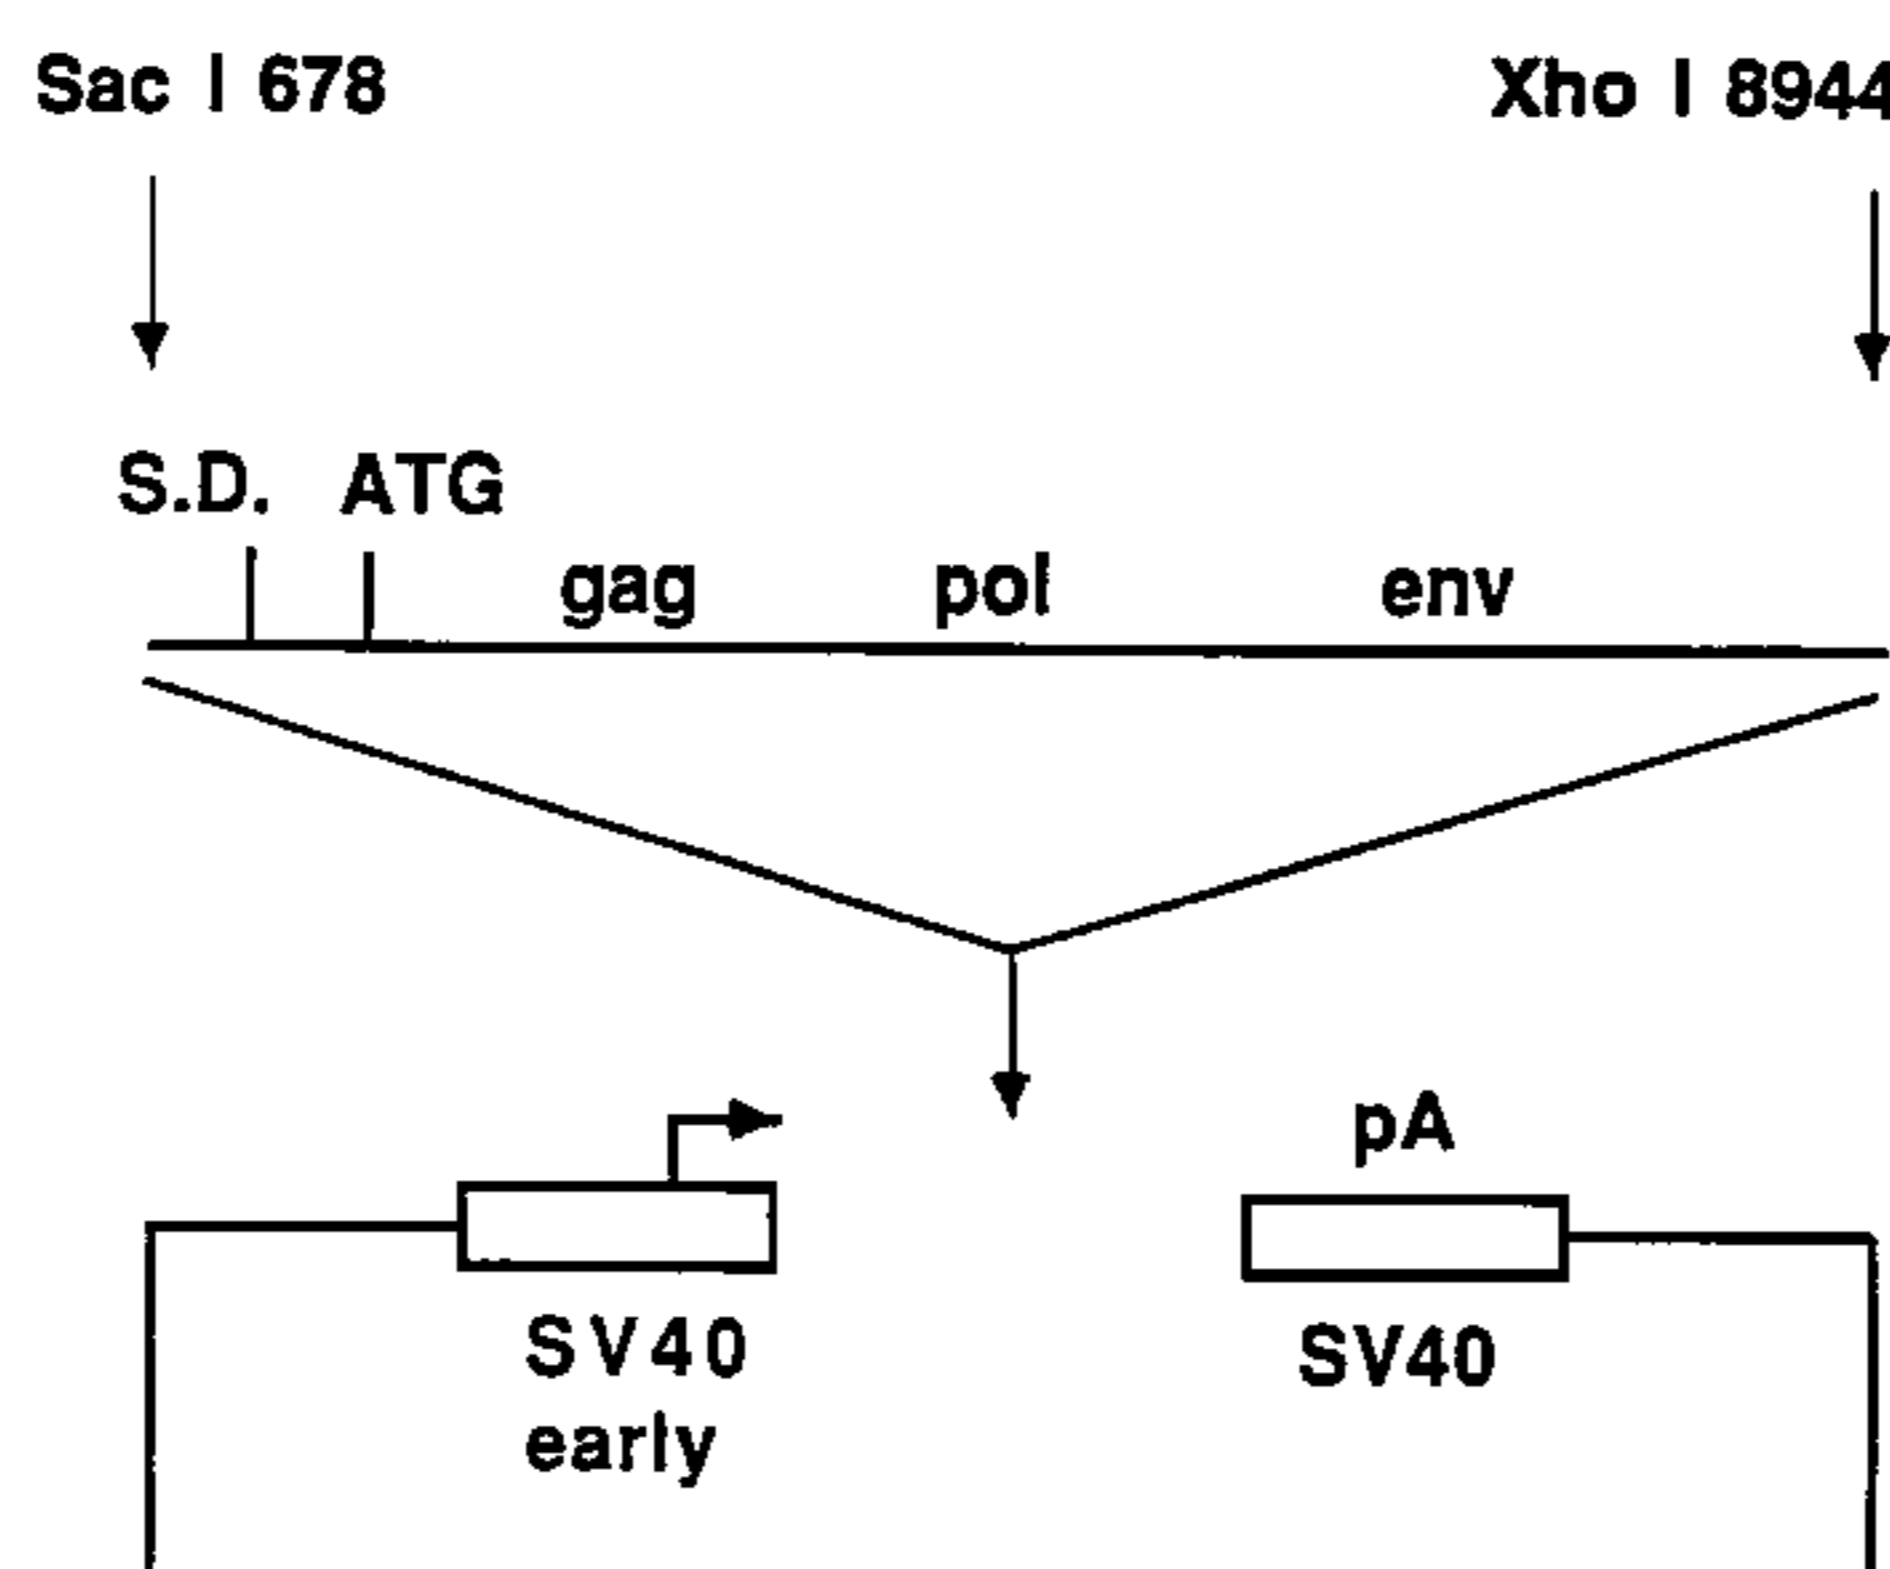 Sac I 678
Xho I 8944
S.D. ATG
gag pol env
pA
SV40
early
SV40